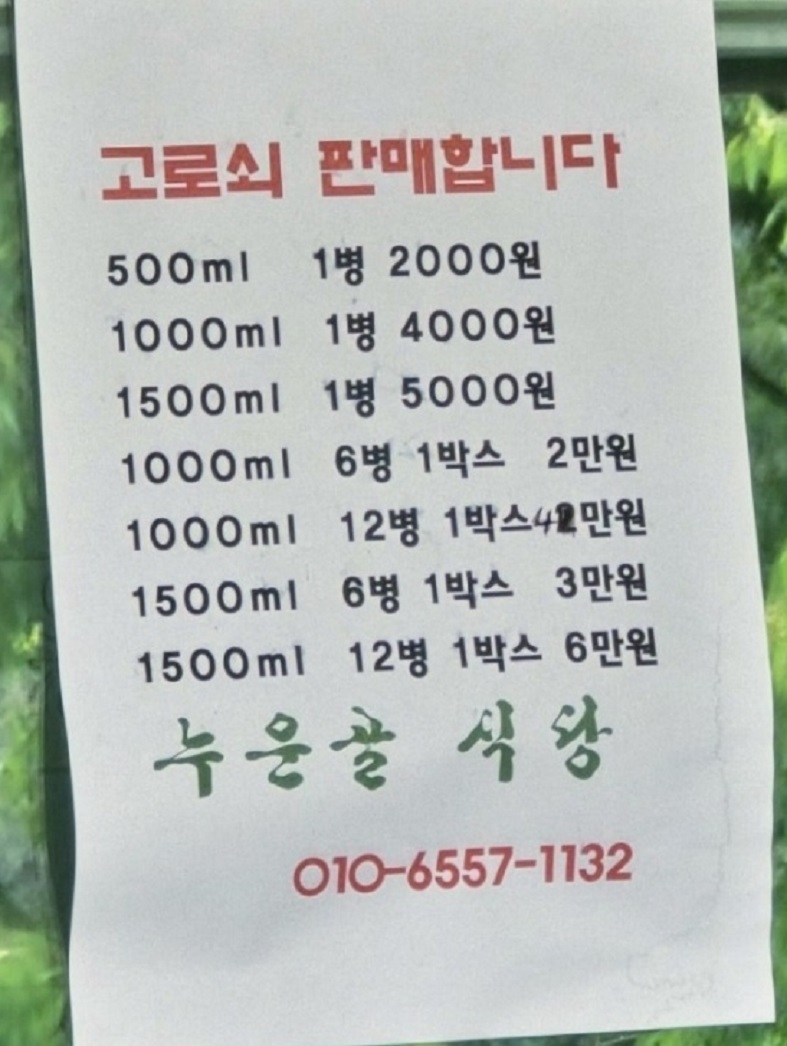 고로쇠 판매합니다
500ml 1병 2000원
1000ml 1병 4000원
1500ml 1병 5000원
1000ml 6병 1박스 2만원
1000ml 12병 1박스 4만원
1500ml 6병 1박스 3만원
1500ml 12병 1박스 6만원
누운골 식당
010-6557-1132